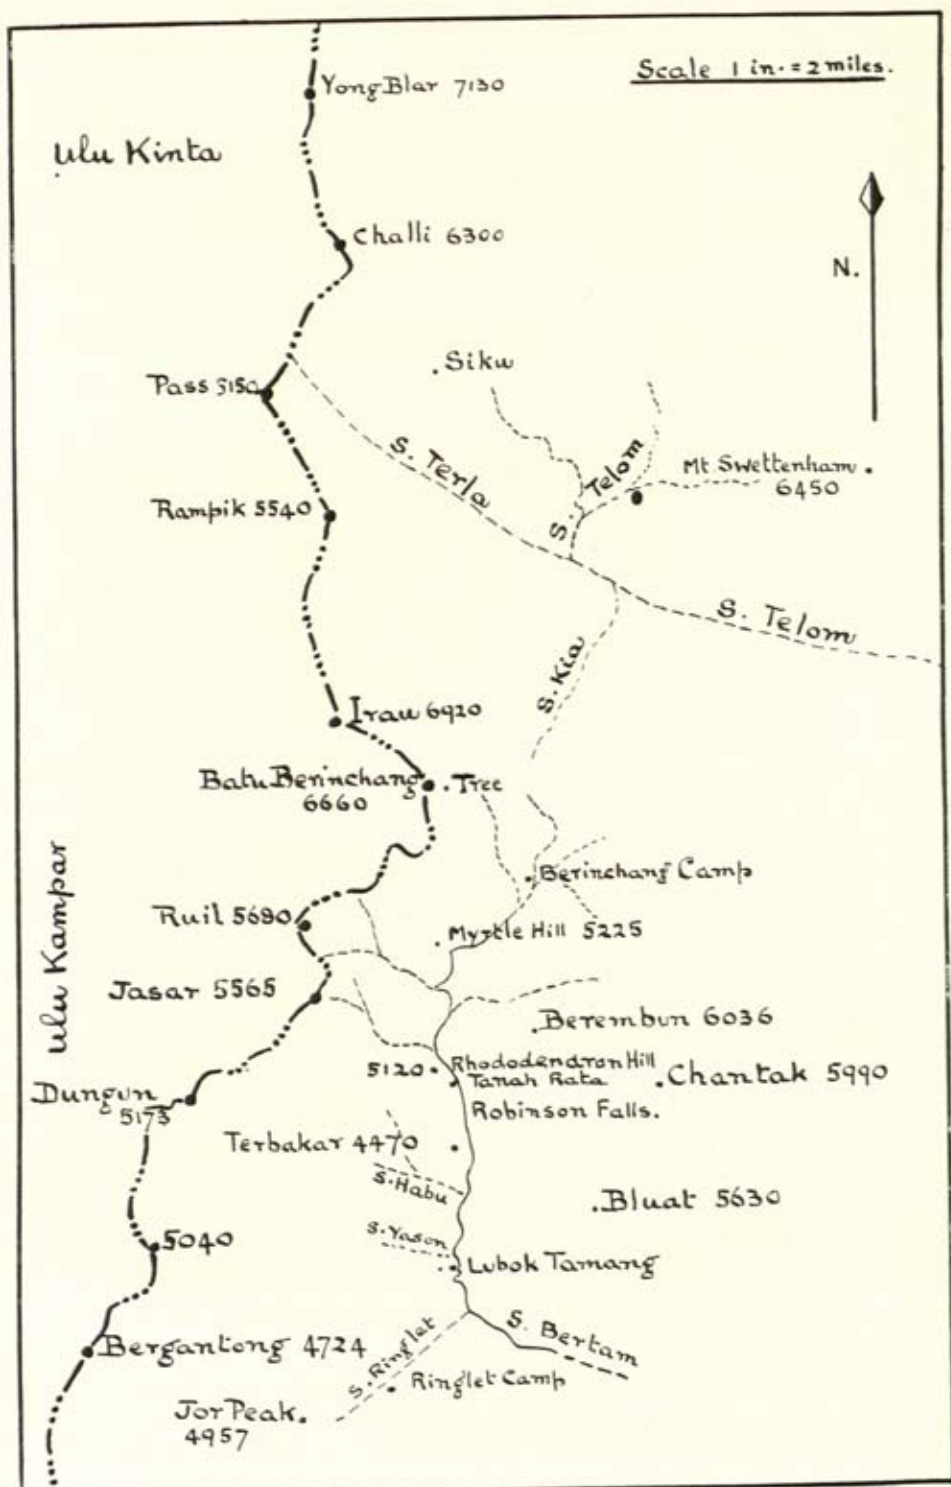 Scale 1 in. = 2 miles.
Yong Blar 7130
Ulu Kinta
Challi 6300
N.
Siku
Pass 5150
S. Terla
S. Telom
Mt. Swettenham
6450
Rampik 5540
S. Telom
S. Kia
Irau 6920
Batu Berinchang
6660
Tree
Berinchang Camp
Ulu Kampar
Ruil 5680
Myrtle Hill 5225
Jasar 5565
Berembun 6036
5120
Rhododendron Hill
Tanah Rata
Chantak 5990
Dungun
5173
Robinson Falls.
Terbakar 4470
S. Habu
Bluat 5630
S. Yason
5040
Lubok Tamang
S. Bertam
Bergantong 4724
S. Ringlet
Ringlet Camp
Jor Peak
4957